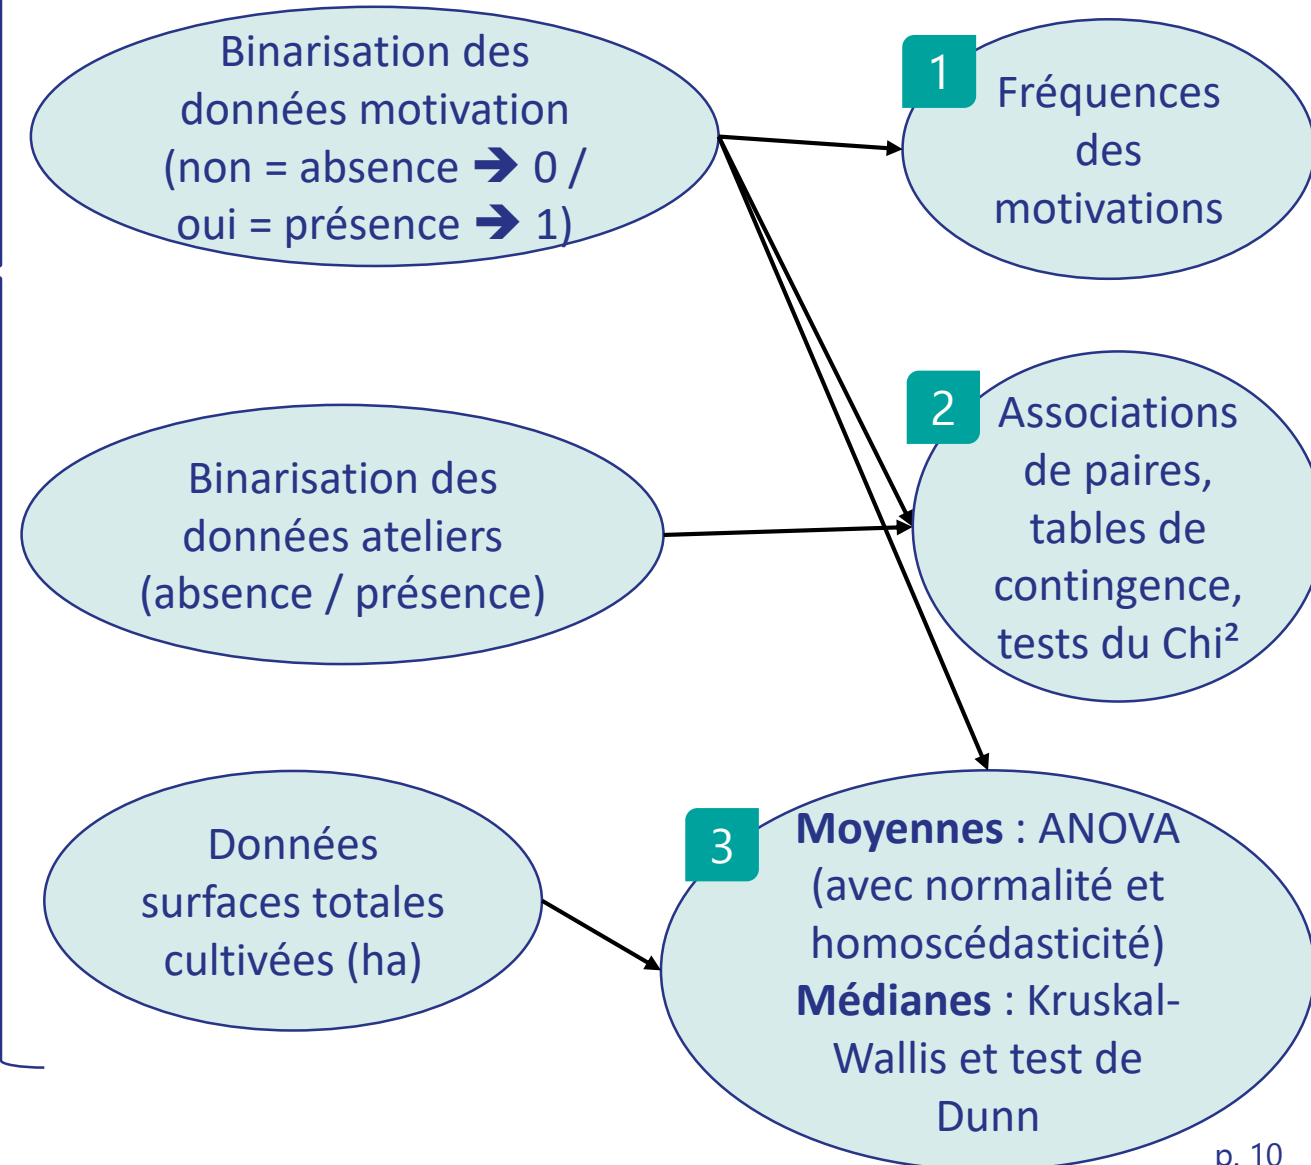 Binarisation des
données motivation
(non = absence ➔ 0 /
oui = présence ➔ 1)
1
Fréquences
des
motivations
Binarisation des
données ateliers
(absence / présence)
2
Associations
de paires,
tables de
contingence,
tests du Chi²
Données
surfaces totales
cultivées (ha)
3
Moyennes : ANOVA
(avec normalité et
homoscédasticité)
Médianes : Kruskal-
Wallis et test de
Dunn
p. 10